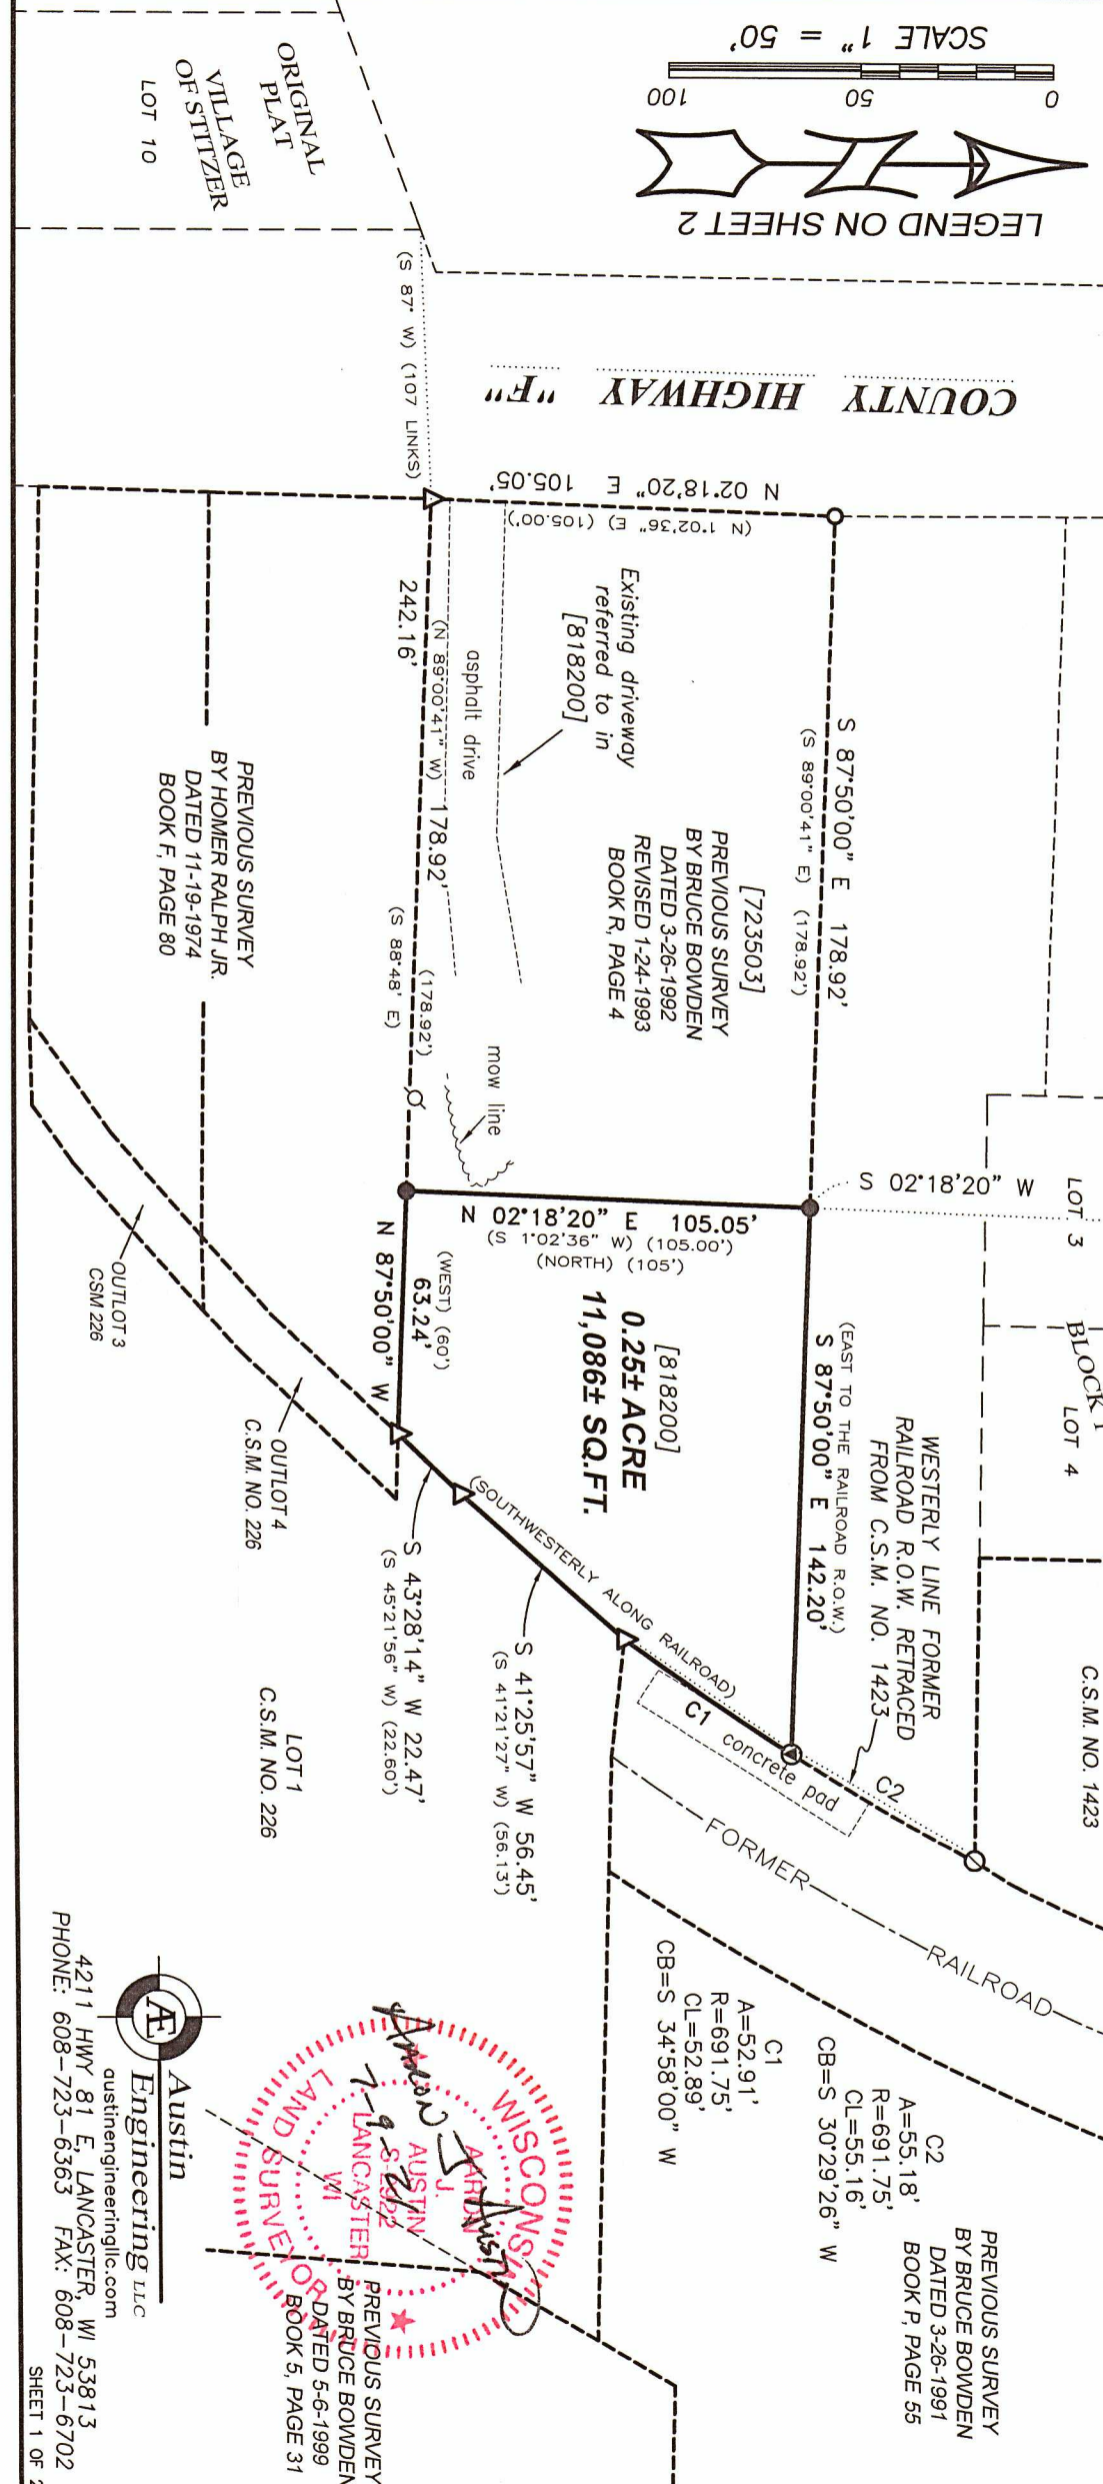 SCALE 1" = 50'
0 50 100
LEGEND ON SHEET 2
ORIGINAL
PLAT
VILLAGE
OF STITZER
LOT 10
(S 87° W) (107 LINKS)
COUNTY HIGHWAY "F"
N 02°18'20" E 105.05'
(N 1°02'36" E) (105.00')
S 87°50'00" E 178.92'
(S 89°00'41" E) (178.92')
Existing driveway
referred to in
[818200]
asphalt drive
(N 89°00'41" W) 178.92'
242.16'
(178.92')
(S 88°48' E)
[723503]
PREVIOUS SURVEY
BY BRUCE BOWDEN
DATED 3-26-1992
REVISED 1-24-1993
BOOK R, PAGE 4
mow line
PREVIOUS SURVEY
BY HOMER RALPH JR.
DATED 11-19-1974
BOOK F, PAGE 80
S 02°18'20" W
LOT 3
BLOCK 1
LOT 4
C.S.M. NO. 1423
N 02°18'20" E 105.05'
(S 1°02'36" W) (105.00')
(NORTH) (105')
(WEST) (60')
63.24'
N 87°50'00" W
[818200]
0.25± ACRE
11,086± SQ.FT.
(EAST TO THE RAILROAD R.O.W.)
S 87°50'00" E 142.20'
WESTERLY LINE FORMER
RAILROAD R.O.W. RETRACED
FROM C.S.M. NO. 1423
(SOUTHWESTERLY ALONG RAILROAD)
C1
concrete pad
C2
FORMER RAILROAD
S 41°25'57" W 56.45'
(S 41°21'27" W) (56.13')
S 43°28'14" W 22.47'
(S 45°21'56" W) (22.60')
OUTLOT 3
CSM 226
OUTLOT 4
C.S.M. NO. 226
LOT 1
C.S.M. NO. 226
C1
A=52.91'
R=691.75'
CL=52.89'
CB=S 34°58'00" W
C2
A=55.18'
R=691.75'
CL=55.16'
CB=S 30°29'26" W
PREVIOUS SURVEY
BY BRUCE BOWDEN
DATED 3-26-1991
BOOK P, PAGE 55
WISCONSIN
AARON
J.
AUSTIN
S-2922
LANCASTER
WI
LAND SURVEYOR
Aaron J Austin
7-9-21
PREVIOUS SURVEY
BY BRUCE BOWDEN
DATED 5-6-1999
BOOK 5, PAGE 31
Æ
Austin
Engineering LLC
austinengineeringllc.com
4211 HWY 81 E, LANCASTER, WI 53813
PHONE: 608-723-6363 FAX: 608-723-6702
SHEET 1 OF 2